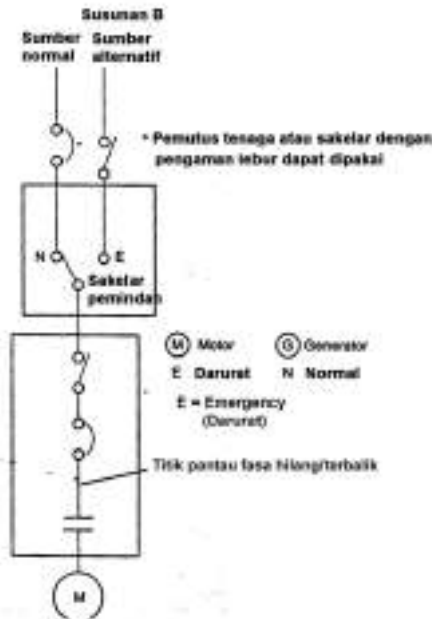 Susunan B
Sumber normal
Sumber alternatif
* Pemutus tenaga atau sakelar dengan
pengaman lebur dapat dipakai
N
E
Sakelar
pemindah
M Motor
G Generator
E Darurat
N Normal
E = Emergency
(Darurat)
Titik pantau fasa hilang/terbalik
M